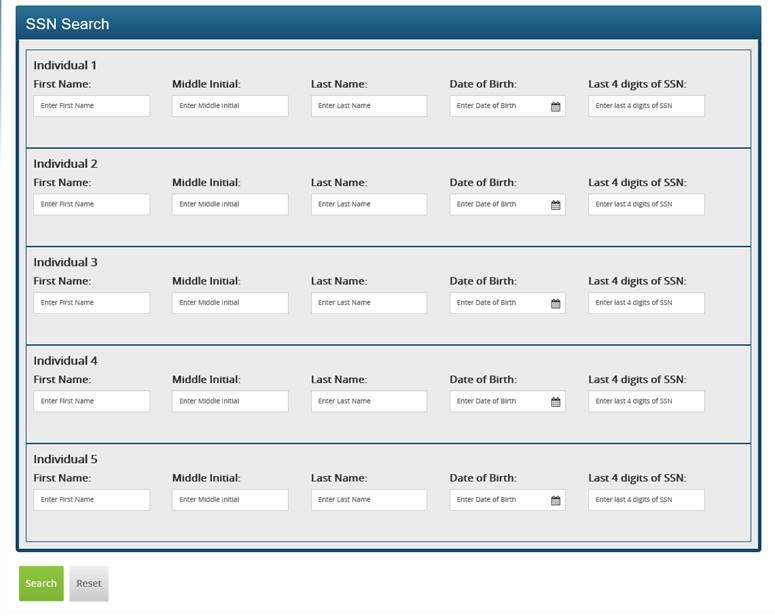 SSN Search
Individual 1
First Name: Middle Initial: Last Name: Date of Birth: Last 4 digits of SSN:
Enter First Name Enter Middle Initial Enter Last Name Enter Date of Birth Enter last 4 digits of SSN
Individual 2
First Name: Middle Initial: Last Name: Date of Birth: Last 4 digits of SSN:
Enter First Name Enter Middle Initial Enter Last Name Enter Date of Birth Enter last 4 digits of SSN
Individual 3
First Name: Middle Initial: Last Name: Date of Birth: Last 4 digits of SSN:
Enter First Name Enter Middle Initial Enter Last Name Enter Date of Birth Enter last 4 digits of SSN
Individual 4
First Name: Middle Initial: Last Name: Date of Birth: Last 4 digits of SSN:
Enter First Name Enter Middle Initial Enter Last Name Enter Date of Birth Enter last 4 digits of SSN
Individual 5
First Name: Middle Initial: Last Name: Date of Birth: Last 4 digits of SSN:
Enter First Name Enter Middle Initial Enter Last Name Enter Date of Birth Enter last 4 digits of SSN
Search Reset